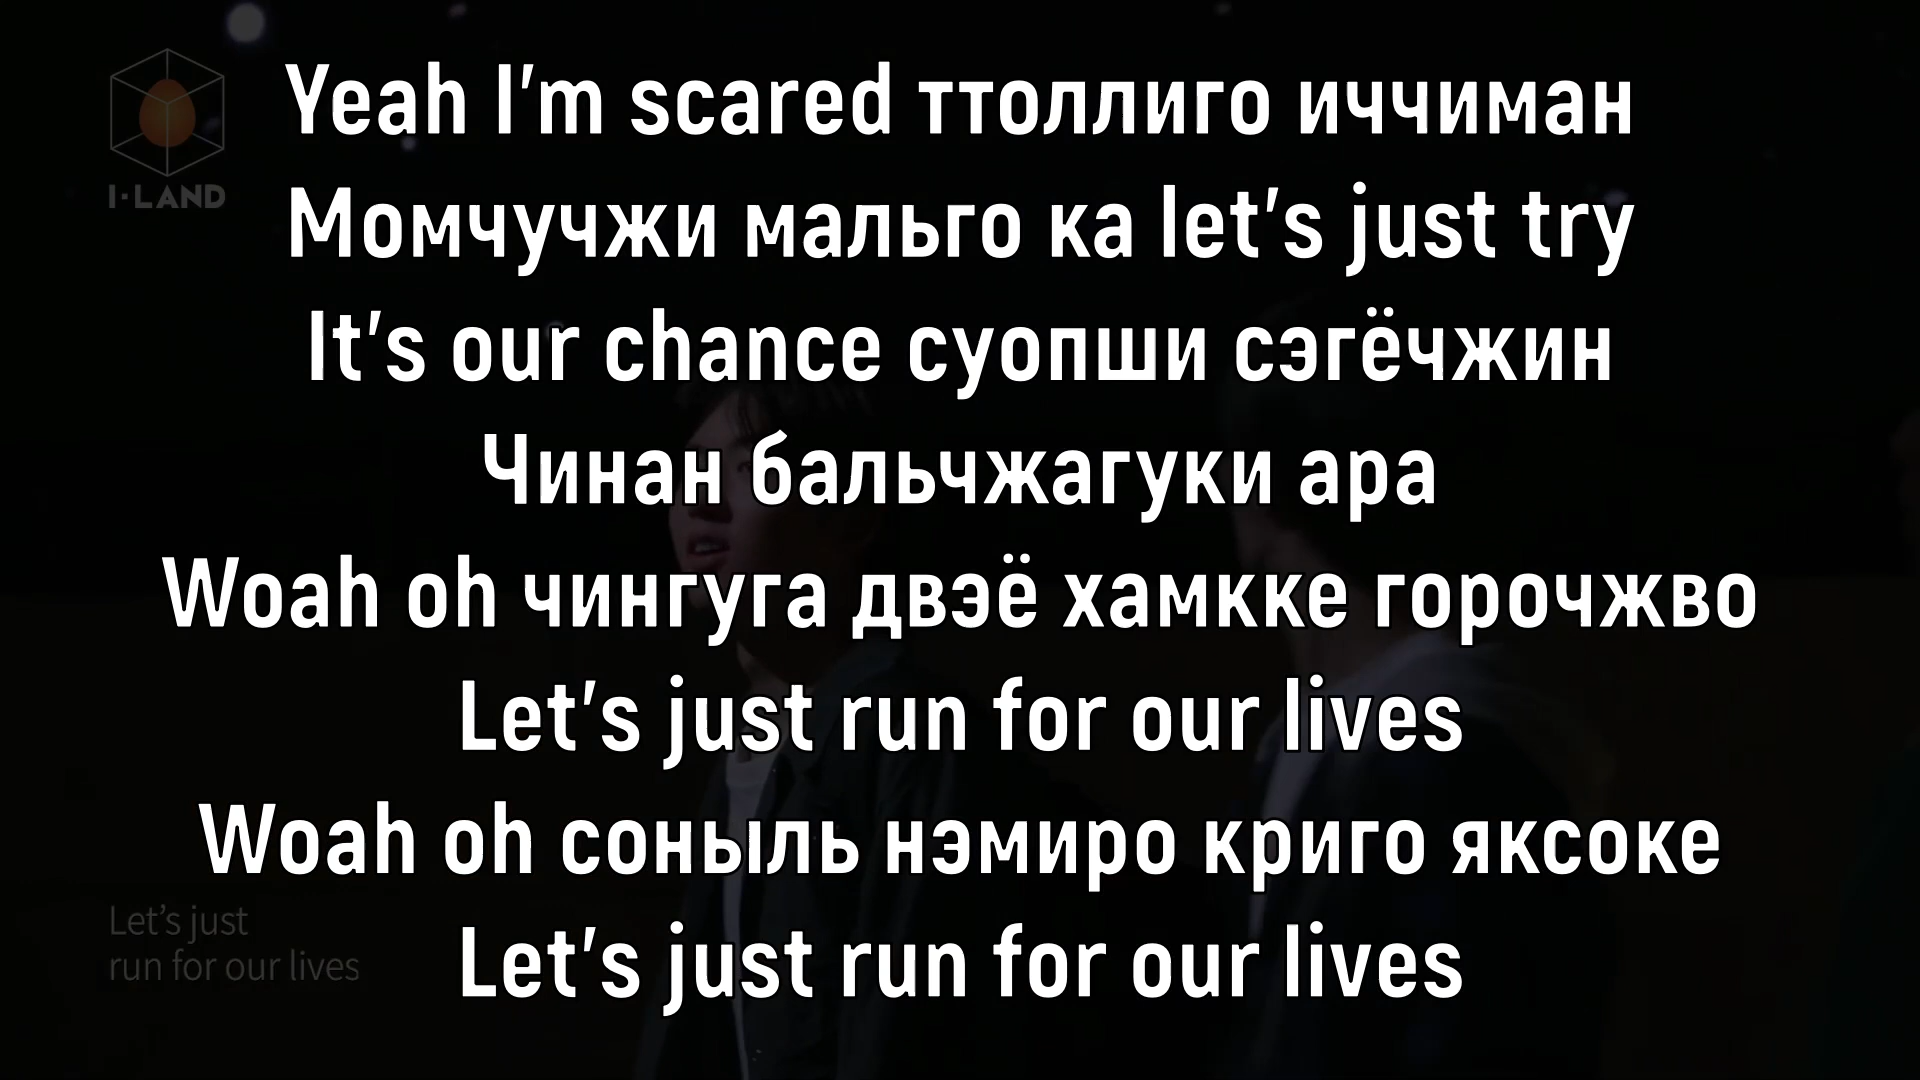 I·LAND
Yeah I'm scared ттоллиго иччиман
Момчучжи мальго ка let's just try
It's our chance суопши сэгёчжин
Чинан бальчжагуки ара
Woah oh чингуга двэё хамкке горочжво
Let's just run for our lives
Woah oh соныль нэмиро криго яксоке
Let's just run for our lives
Let's just
run for our lives